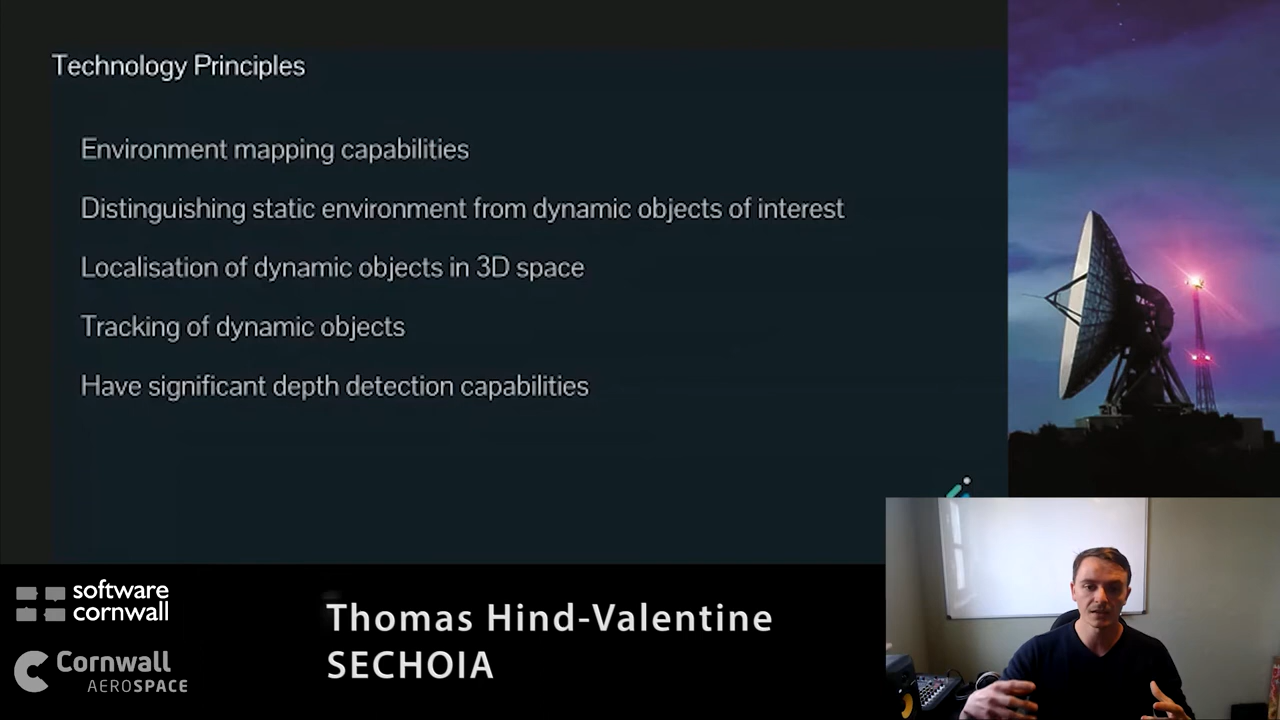 Technology Principles
Environment mapping capabilities
Distinguishing static environment from dynamic objects of interest
Localisation of dynamic objects in 3D space
Tracking of dynamic objects
Have significant depth detection capabilities
software
cornwall
Cornwall
AEROSPACE
Thomas Hind-Valentine
SECHOIA